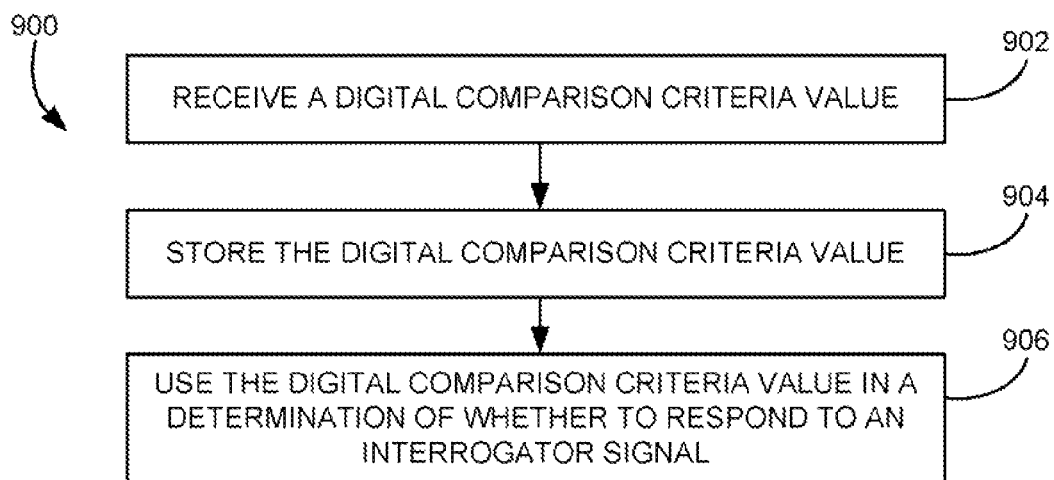 900
902
RECEIVE A DIGITAL COMPARISON CRITERIA VALUE
904
STORE THE DIGITAL COMPARISON CRITERIA VALUE
906
USE THE DIGITAL COMPARISON CRITERIA VALUE IN A
DETERMINATION OF WHETHER TO RESPOND TO AN
INTERROGATOR SIGNAL